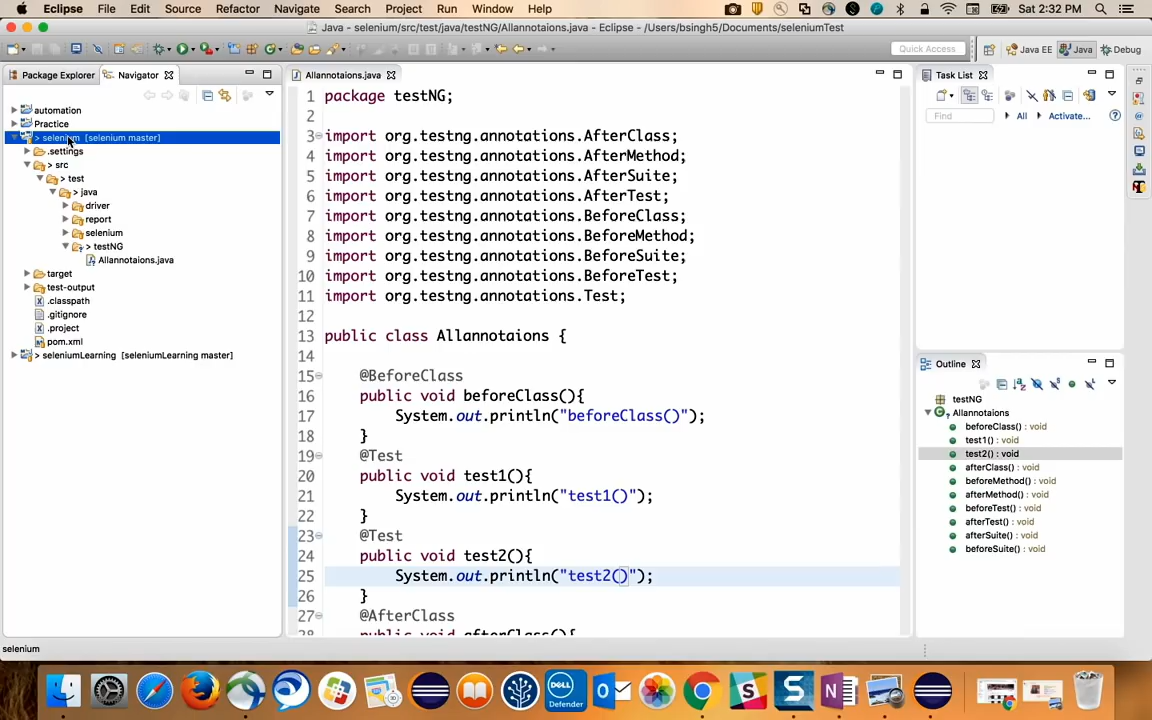 Eclipse File Edit Source Refactor Navigate Search Project Run Window Help Sat 2:32 PM
Java - selenium/src/test/java/testNG/Allannotaions.java - Eclipse - /Users/bsingh5/Documents/seleniumTest
Quick Access Java EE Java Debug
Package Explorer Navigator
automation
Practice
> selenium [selenium master]
.settings
> src
> test
> java
driver
report
selenium
> testNG
Allannotaions.java
target
test-output
.classpath
.gitignore
.project
pom.xml
> seleniumLearning [seleniumLearning master]
Allannotaions.java
1 package testNG;
2
3 import org.testng.annotations.AfterClass;
4 import org.testng.annotations.AfterMethod;
5 import org.testng.annotations.AfterSuite;
6 import org.testng.annotations.AfterTest;
7 import org.testng.annotations.BeforeClass;
8 import org.testng.annotations.BeforeMethod;
9 import org.testng.annotations.BeforeSuite;
10 import org.testng.annotations.BeforeTest;
11 import org.testng.annotations.Test;
12
13 public class Allannotaions {
14
15 @BeforeClass
16 public void beforeClass(){
17 System.out.println("beforeClass()");
18 }
19 @Test
20 public void test1(){
21 System.out.println("test1()");
22 }
23 @Test
24 public void test2(){
25 System.out.println("test2()");
26 }
27 @AfterClass
28 public void afterClass(){
Task List
Find All Activate...
Outline
testNG
Allannotaions
beforeClass() : void
test1() : void
test2() : void
afterClass() : void
beforeMethod() : void
afterMethod() : void
beforeTest() : void
afterTest() : void
afterSuite() : void
beforeSuite() : void
selenium
DELL
Defender